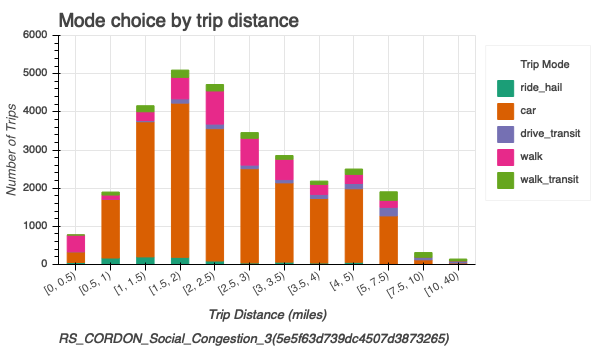 Mode choice by trip distance
Number of Trips
6000
5000
4000
3000
2000
1000
0
[0, 0.5)
[0.5, 1)
[1, 1.5)
[1.5, 2)
[2, 2.5)
[2.5, 3)
[3, 3.5)
[3.5, 4)
[4, 5)
[5, 7.5)
[7.5, 10)
[10, 40)
Trip Distance (miles)
Trip Mode
ride_hail
car
drive_transit
walk
walk_transit
RS_CORDON_Social_Congestion_3(5e5f63d739dc4507d3873265)